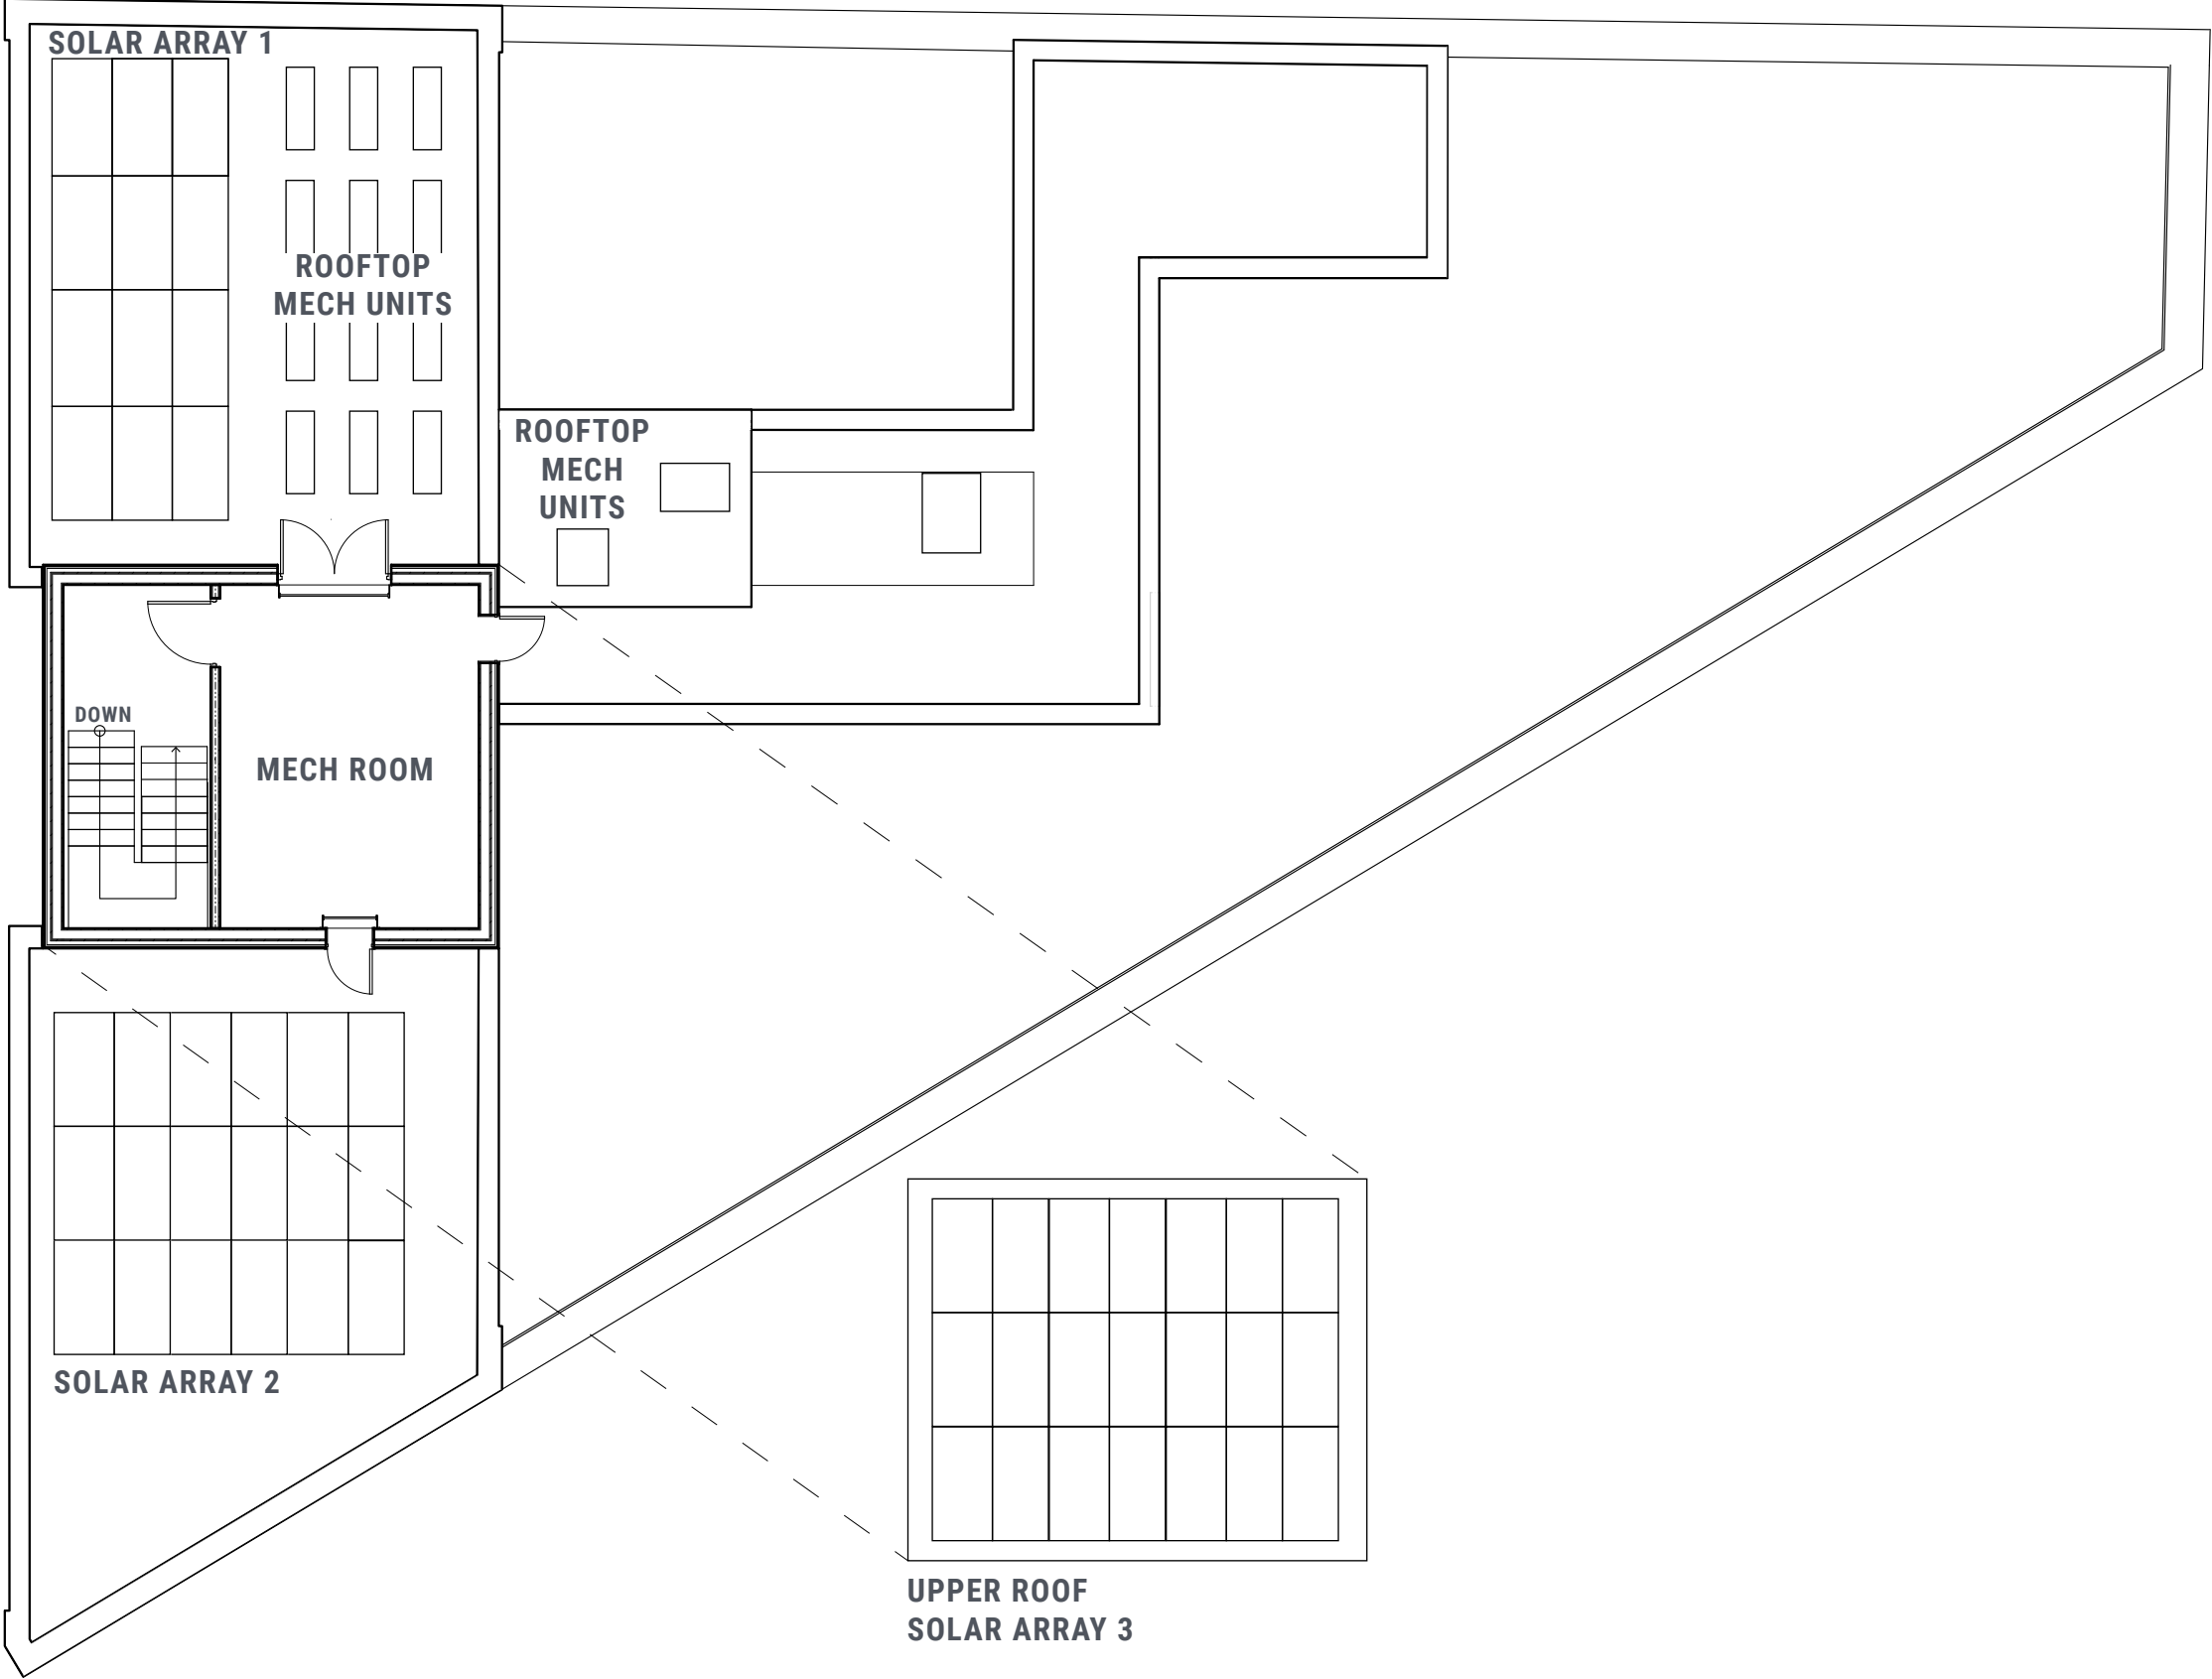 SOLAR ARRAY 1
ROOFTOP
MECH UNITS
ROOFTOP
MECH
UNITS
DOWN
MECH ROOM
SOLAR ARRAY 2
UPPER ROOF
SOLAR ARRAY 3